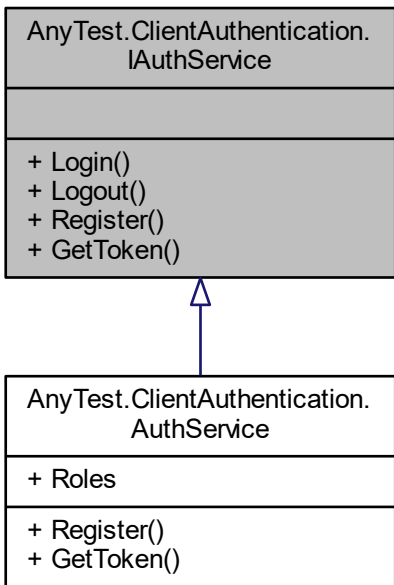 AnyTest.ClientAuthentication.
IAuthService
+ Login()
+ Logout()
+ Register()
+ GetToken()
AnyTest.ClientAuthentication.
AuthService
+ Roles
+ Register()
+ GetToken()